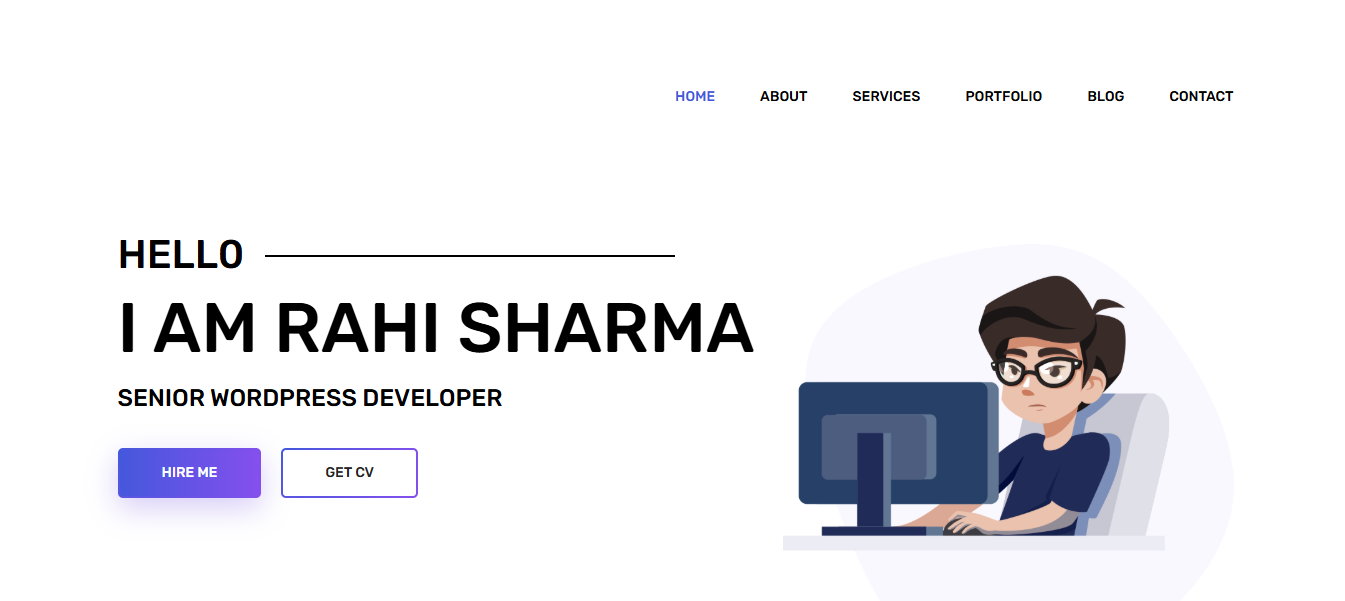 HOME ABOUT SERVICES PORTFOLIO BLOG CONTACT
HELLO
I AM RAHI SHARMA
SENIOR WORDPRESS DEVELOPER
HIRE ME GET CV